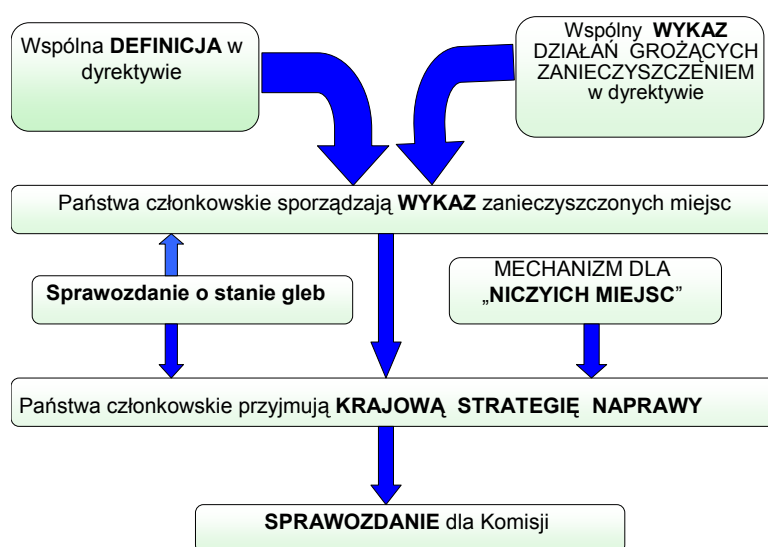 Wspólna DEFINICJA w
dyrektywie
Wspólny WYKAZ
DZIAŁAŃ GROŻĄCYCH
ZANIECZYSZCZENIEM
w dyrektywie
Państwa członkowskie sporządzają WYKAZ zanieczyszczonych miejsc
Sprawozdanie o stanie gleb
MECHANIZM DLA
„NICZYICH MIEJSC”
Państwa członkowskie przyjmują KRAJOWĄ STRATEGIĘ NAPRAWY
SPRAWOZDANIE dla Komisji